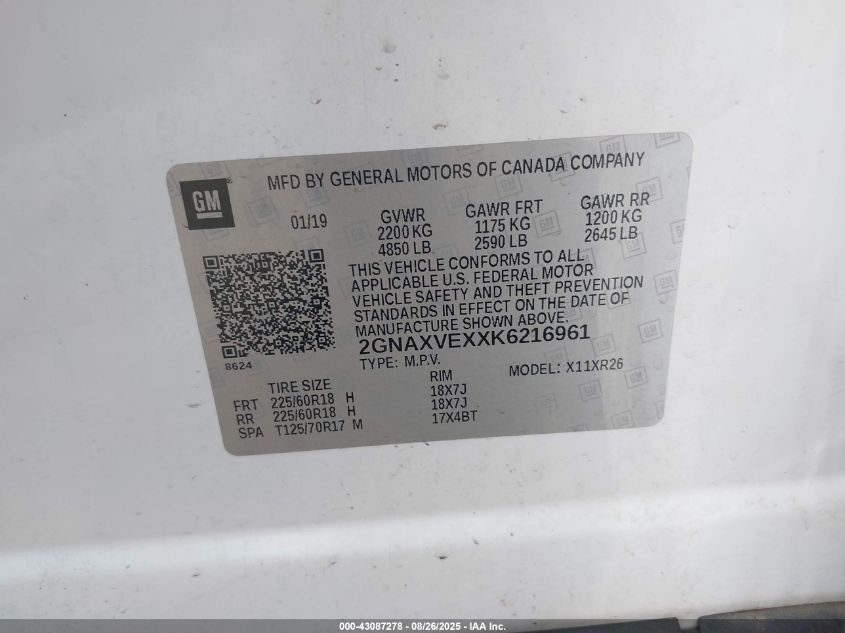 GM
MFD BY GENERAL MOTORS OF CANADA COMPANY
01/19
GVWR
2200 KG
4850 LB
GAWR FRT
1175 KG
2590 LB
GAWR RR
1200 KG
2645 LB
THIS VEHICLE CONFORMS TO ALL
APPLICABLE U.S. FEDERAL MOTOR
VEHICLE SAFETY AND THEFT PREVENTION
STANDARDS IN EFFECT ON THE DATE OF
MANUFACTURE SHOWN ABOVE.
2GNAXVEXXK6216961
8624
TYPE: M.P.V.
MODEL: X11XR26
TIRE SIZE RIM
FRT 225/60R18 H 18X7J
RR 225/60R18 H 18X7J
SPA T125/70R17 M 17X4BT
000-43087278 - 08/26/2025 - IAA Inc.